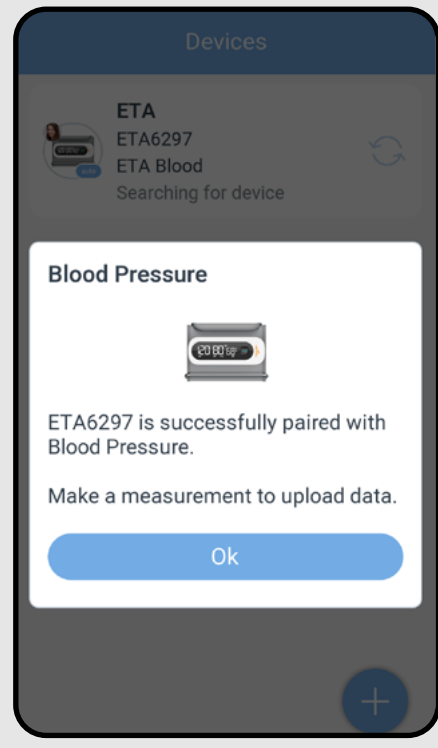 Devices
ETA
ETA6297
ETA Blood
Searching for device
auto
Blood Pressure
ETA6297 is successfully paired with
Blood Pressure.
Make a measurement to upload data.
Ok